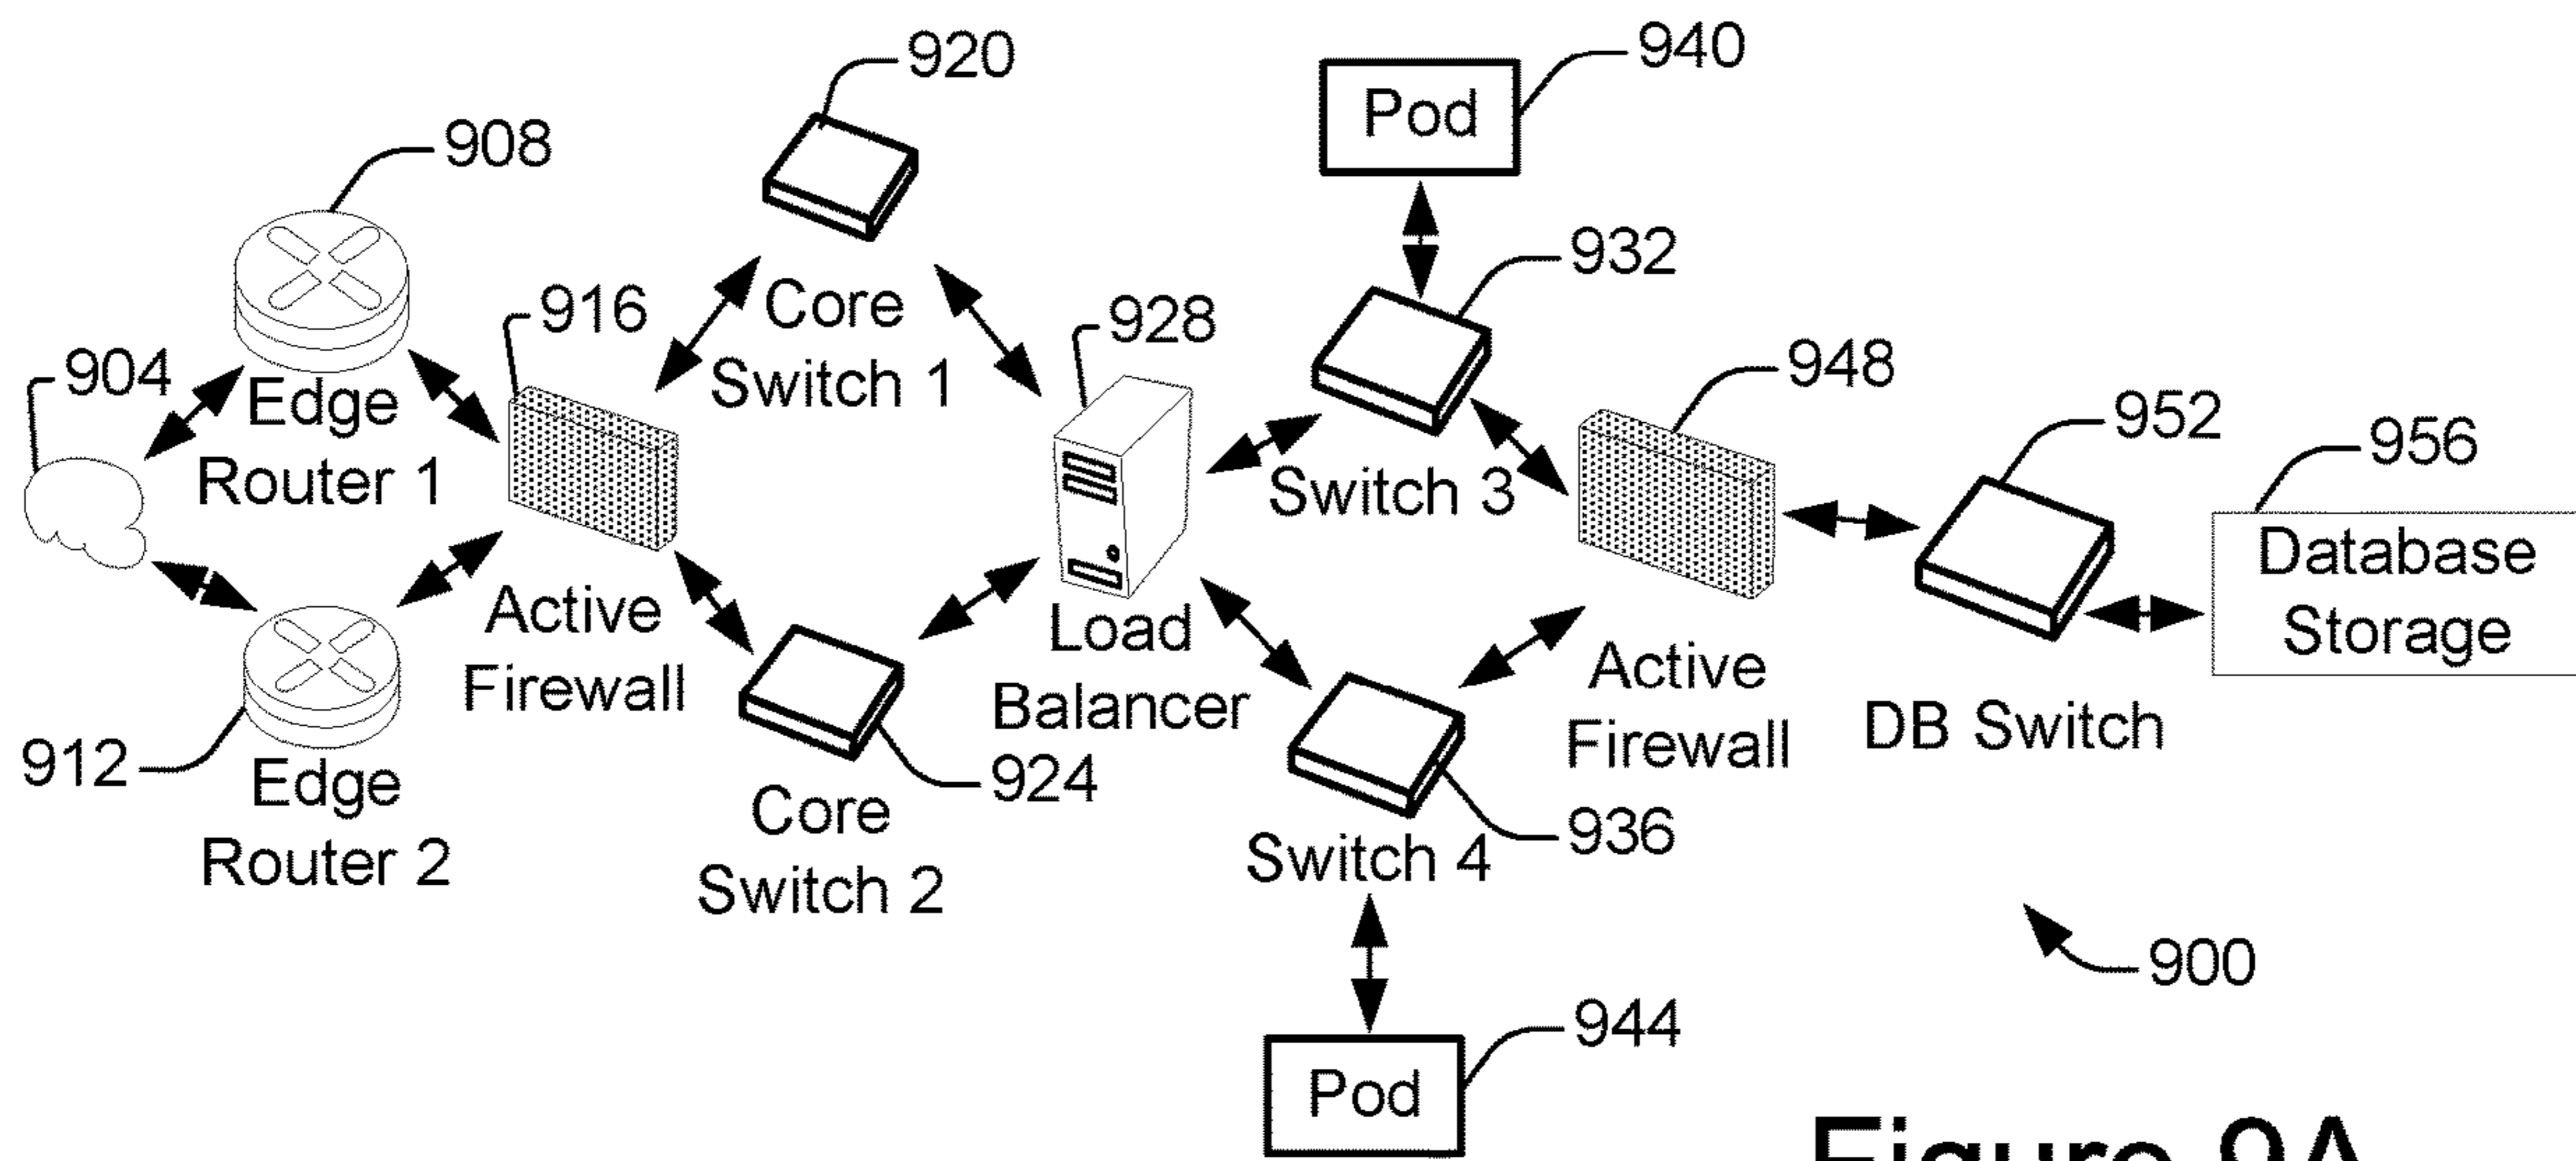 920
940
Pod
908
932
916
Core
Switch 1
928
948
904
Edge
Router 1
952
956
Switch 3
Database
Storage
Active
Firewall
Load
Balancer
Active
Firewall
DB Switch
912
Edge
Router 2
924
Core
Switch 2
936
Switch 4
900
944
Pod
Figure 9A